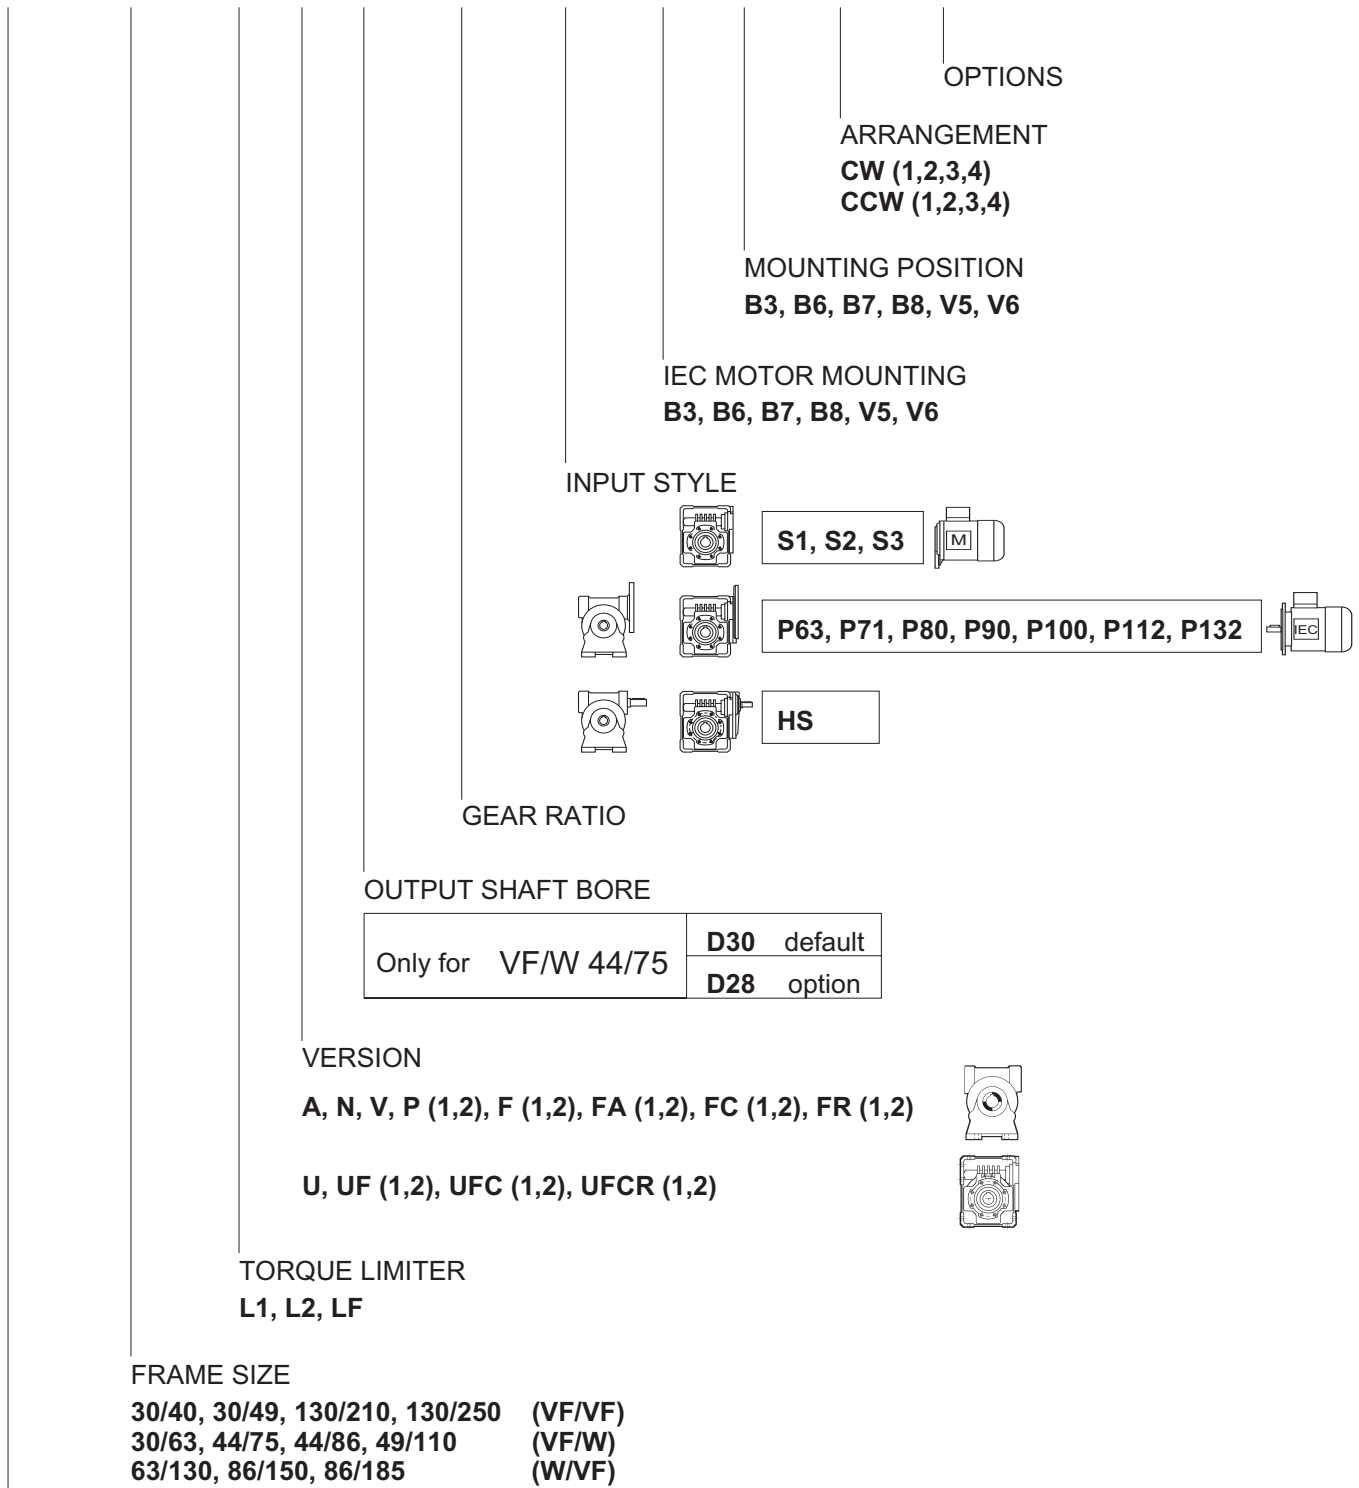 OPTIONS
ARRANGEMENT
CW (1,2,3,4)
CCW (1,2,3,4)
MOUNTING POSITION
B3, B6, B7, B8, V5, V6
IEC MOTOR MOUNTING
B3, B6, B7, B8, V5, V6
INPUT STYLE
S1, S2, S3 M
P63, P71, P80, P90, P100, P112, P132 IEC
HS
GEAR RATIO
OUTPUT SHAFT BORE
Only for VF/W 44/75
D30 default
D28 option
VERSION
A, N, V, P (1,2), F (1,2), FA (1,2), FC (1,2), FR (1,2)
U, UF (1,2), UFC (1,2), UFCR (1,2)
TORQUE LIMITER
L1, L2, LF
FRAME SIZE
30/40, 30/49, 130/210, 130/250 (VF/VF)
30/63, 44/75, 44/86, 49/110 (VF/W)
63/130, 86/150, 86/185 (W/VF)